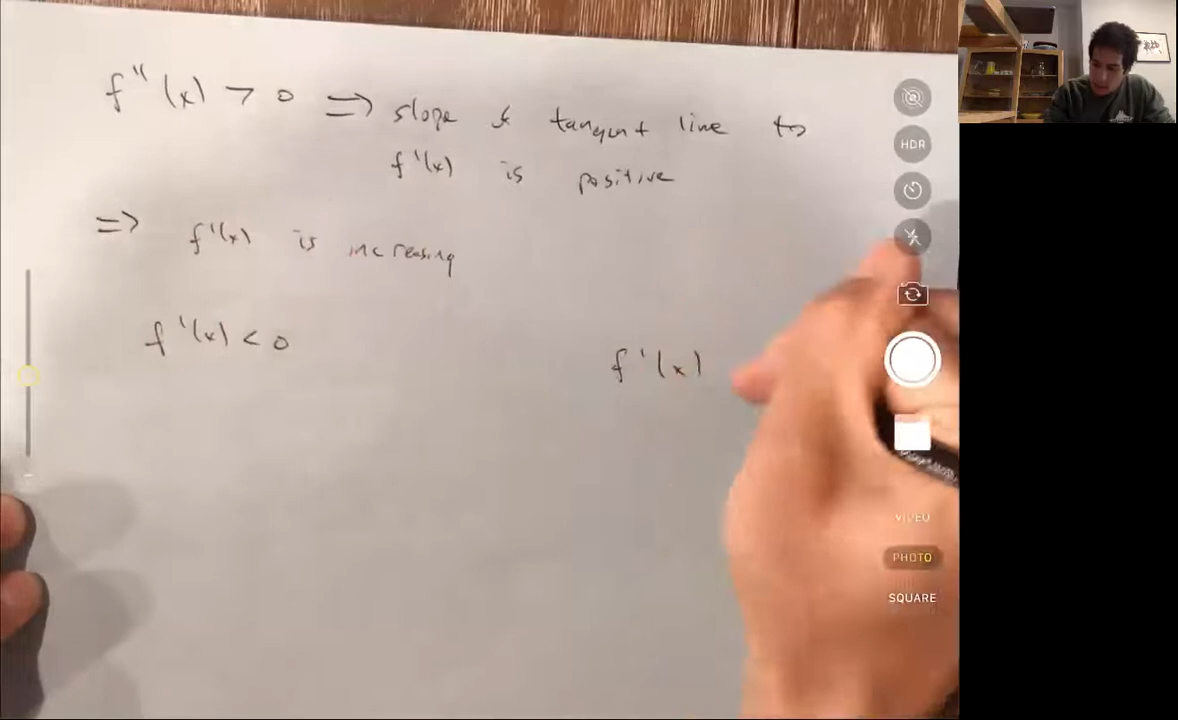 f''(x) > 0 ⇒ slope of tangent line to
f'(x) is positive
⇒ f'(x) is increasing
f'(x) < 0
f'(x)
HDR
VIDEO
PHOTO
SQUARE